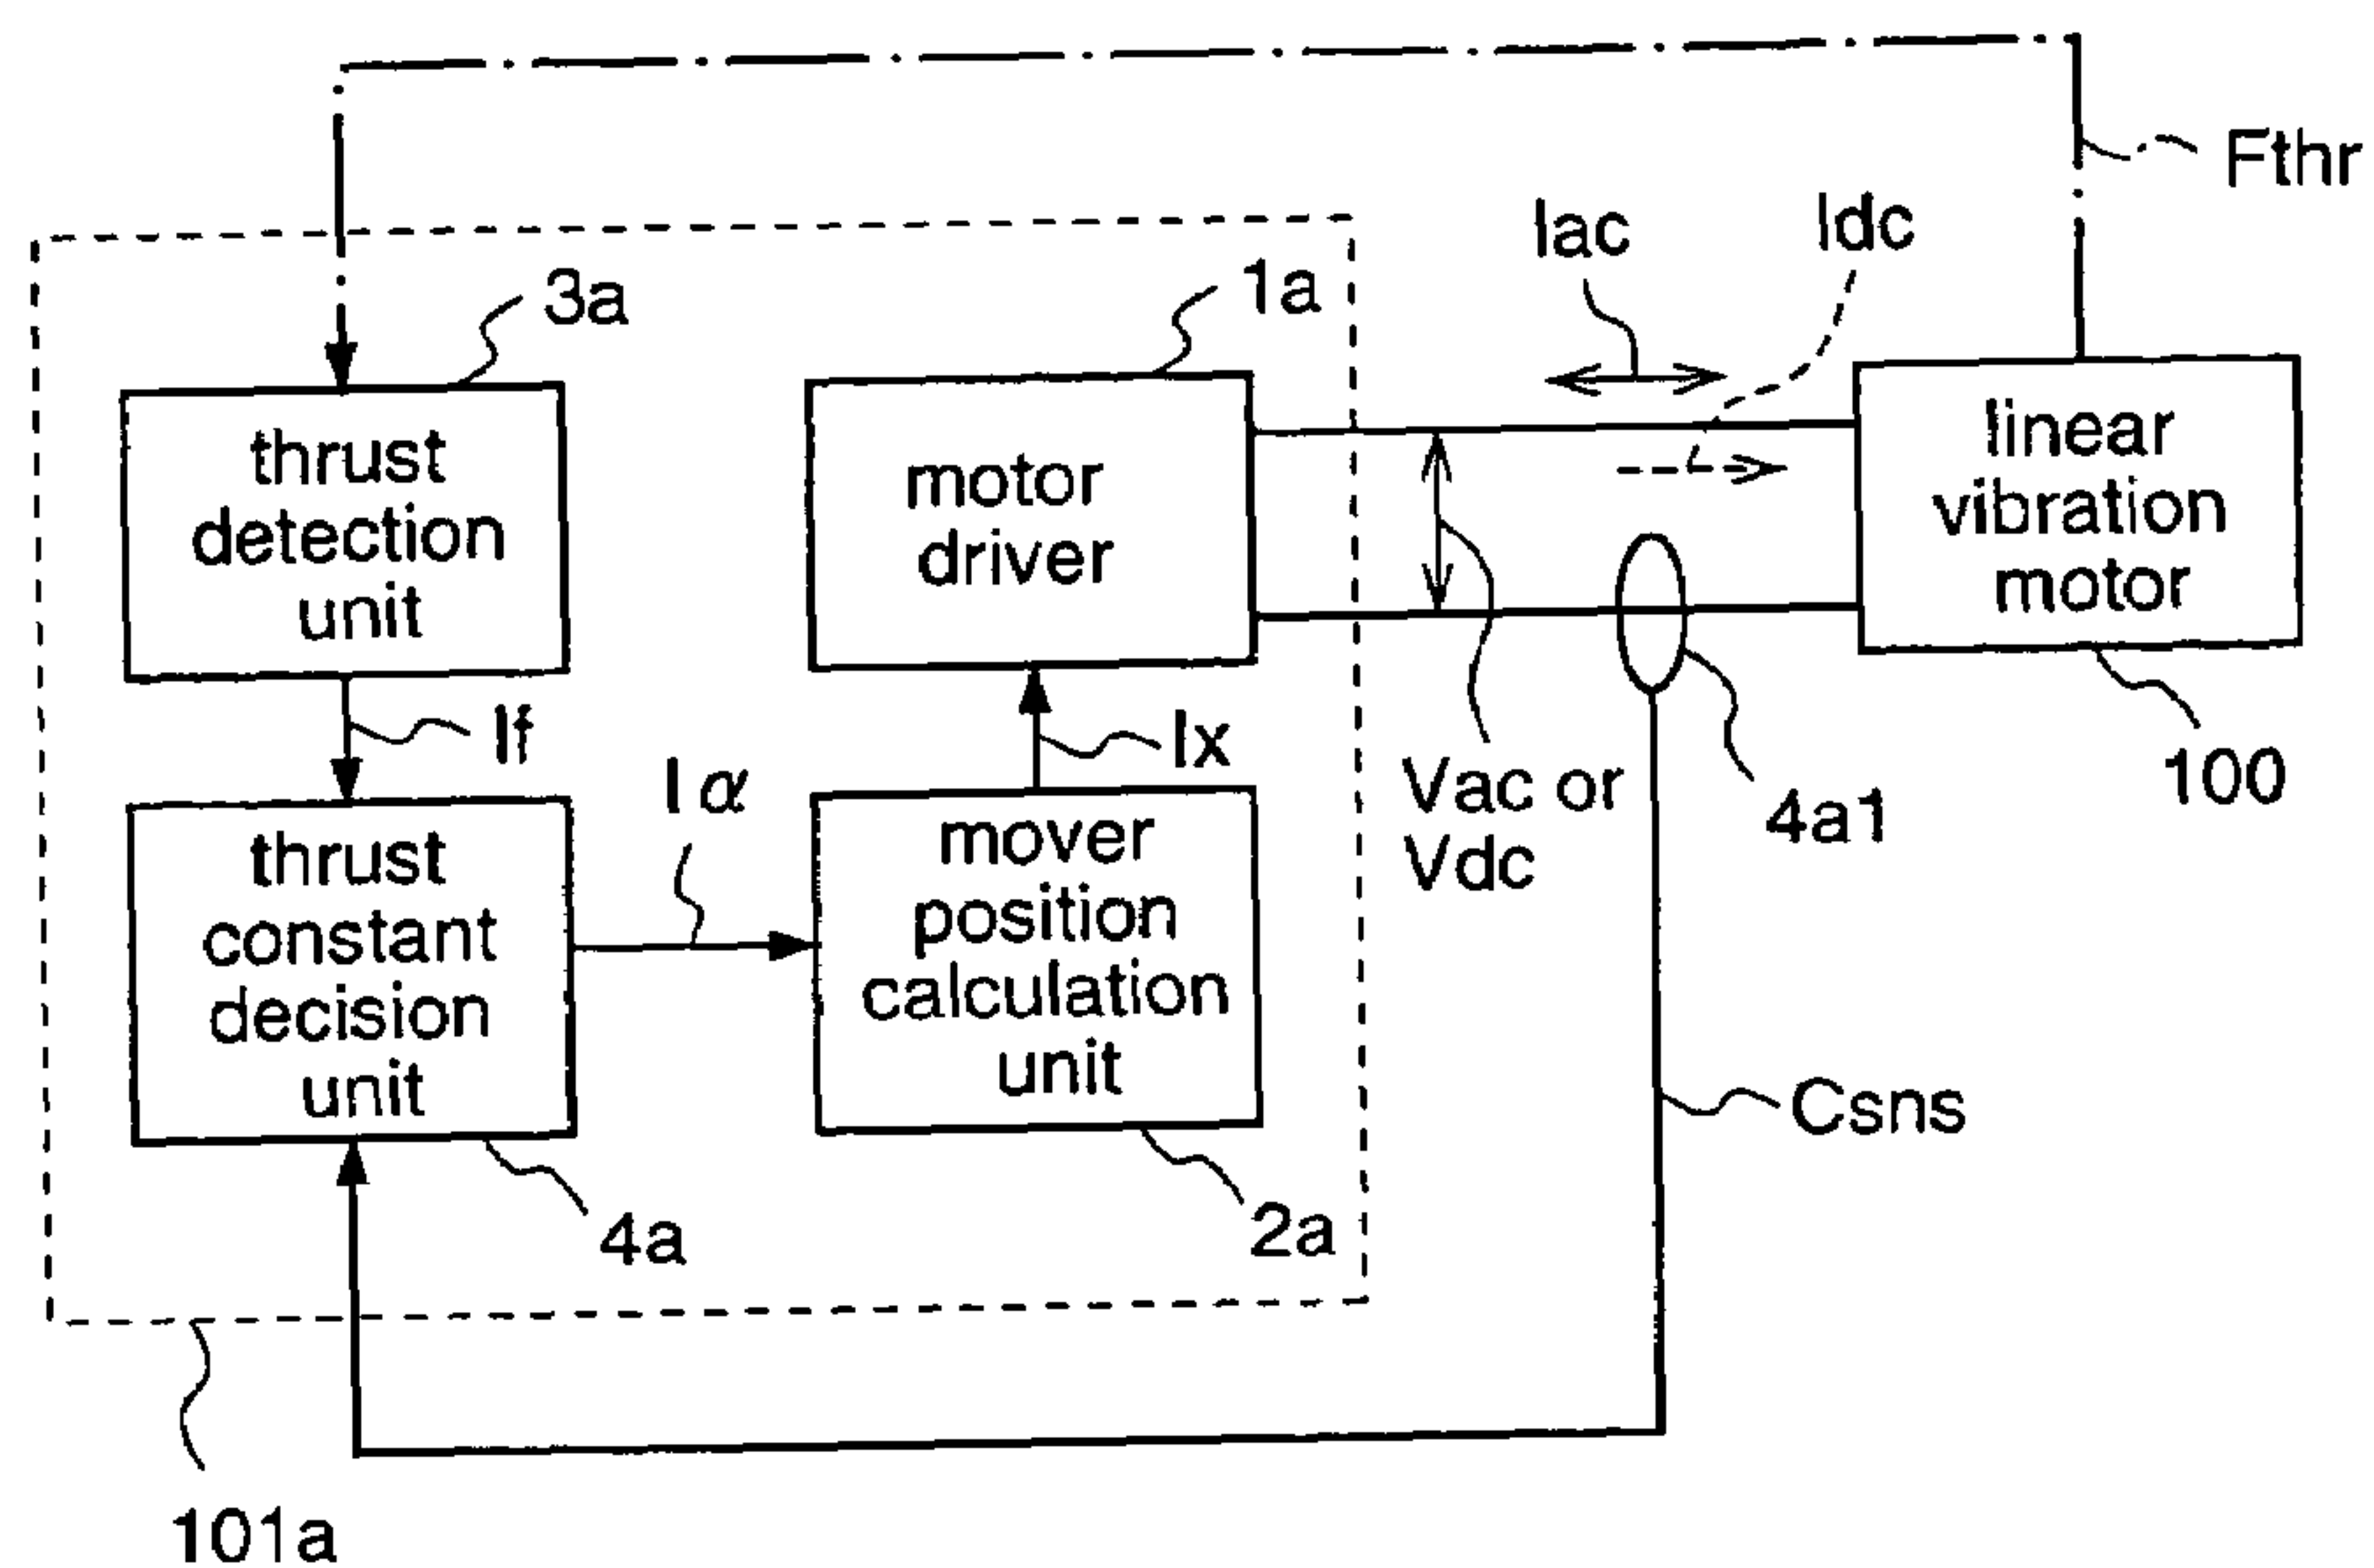 Fthr
Iac
Idc
3a
1a
thrust
detection
unit
motor
driver
linear
vibration
motor
If
Ix
Iα
Vac or
Vdc
4a1
100
thrust
constant
decision
unit
mover
position
calculation
unit
Csns
4a
2a
101a